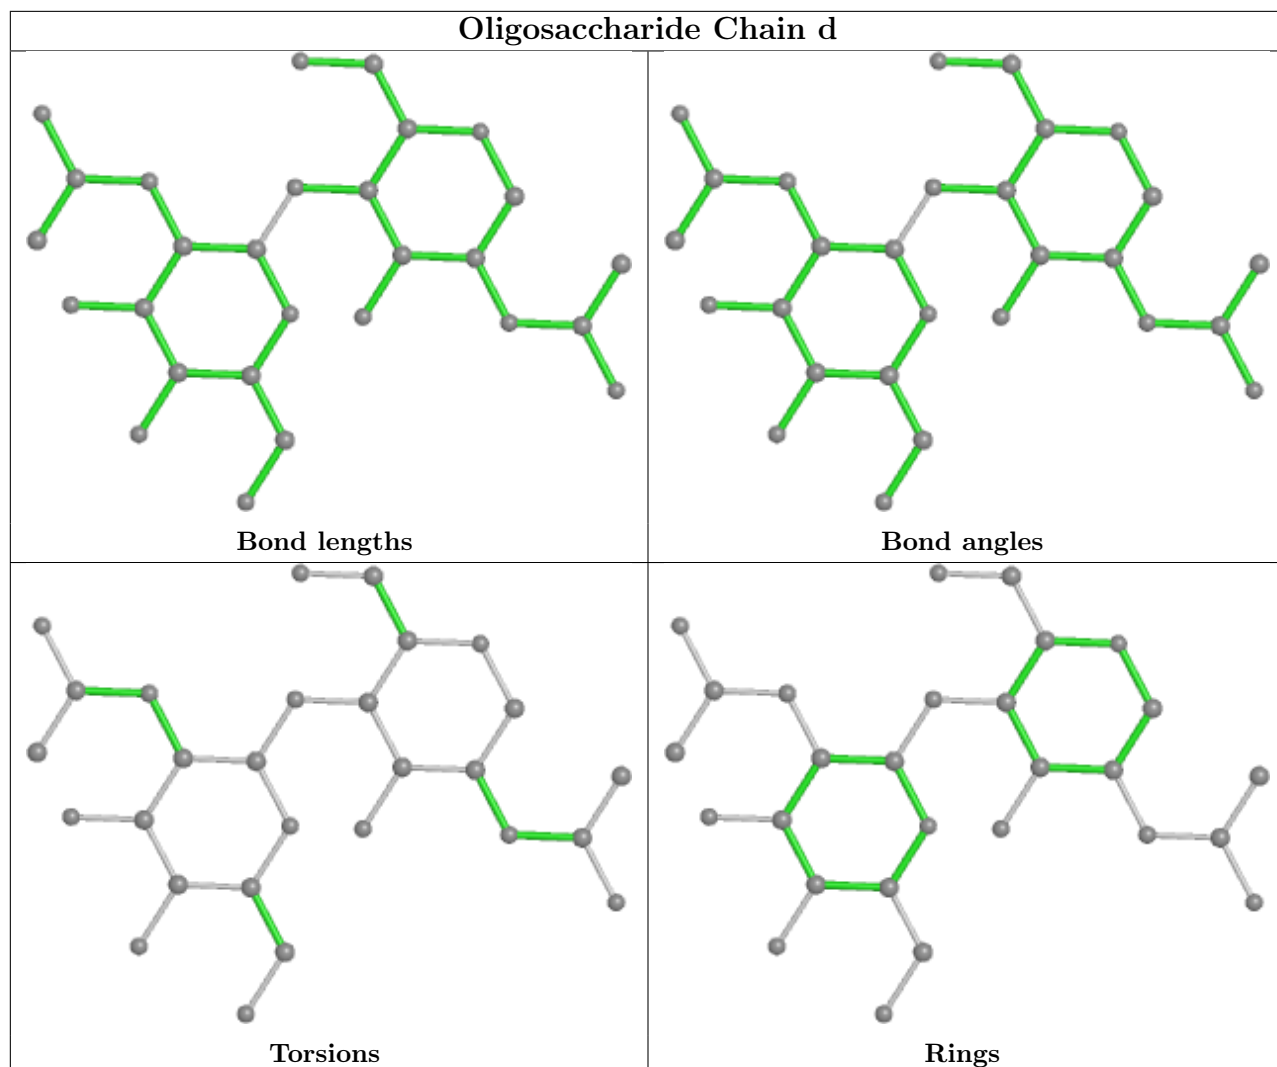 Oligosaccharide Chain d
Bond lengths
Bond angles
Torsions
Rings